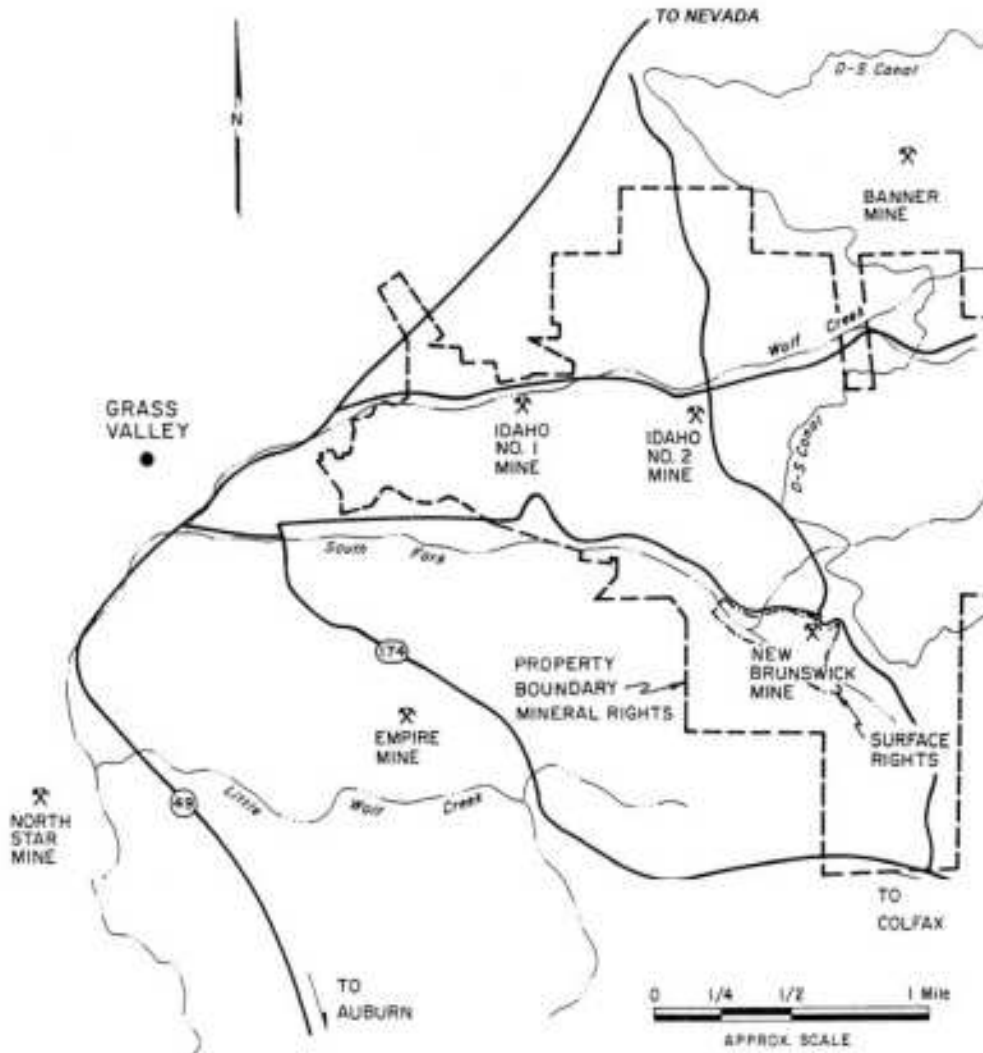 TO NEVADA
D-S Canal
N
BANNER
MINE
Wolf Creek
GRASS
VALLEY
IDAHO
NO. 1
MINE
IDAHO
NO. 2
MINE
D-S Canal
South Fork
174
PROPERTY
BOUNDARY
MINERAL RIGHTS
NEW
BRUNSWICK
MINE
SURFACE
RIGHTS
EMPIRE
MINE
Little Wolf Creek
49
NORTH
STAR
MINE
TO
COLFAX
TO
AUBURN
0 1/4 1/2 1 Mile
APPROX. SCALE